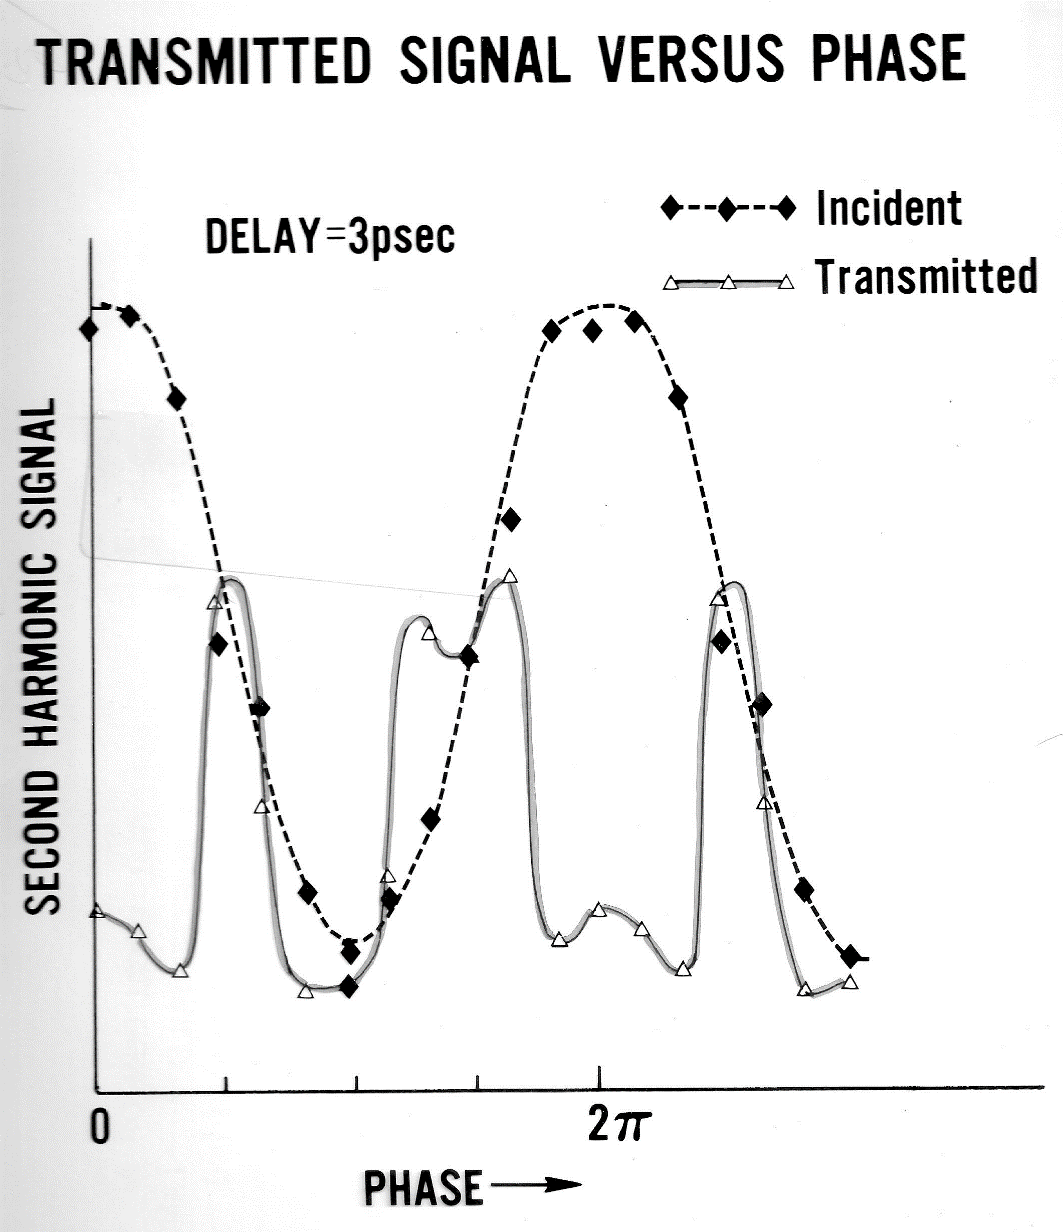 TRANSMITTED SIGNAL VERSUS PHASE
DELAY=3psec
Incident
Transmitted
SECOND HARMONIC SIGNAL
0
2π
PHASE